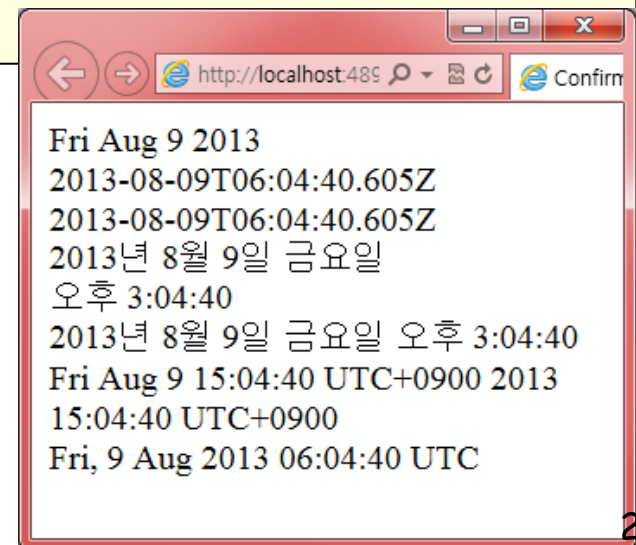 http://localhost:489
Confirm
Fri Aug 9 2013
2013-08-09T06:04:40.605Z
2013-08-09T06:04:40.605Z
2013년 8월 9일 금요일
오후 3:04:40
2013년 8월 9일 금요일 오후 3:04:40
Fri Aug 9 15:04:40 UTC+0900 2013
15:04:40 UTC+0900
Fri, 9 Aug 2013 06:04:40 UTC
2